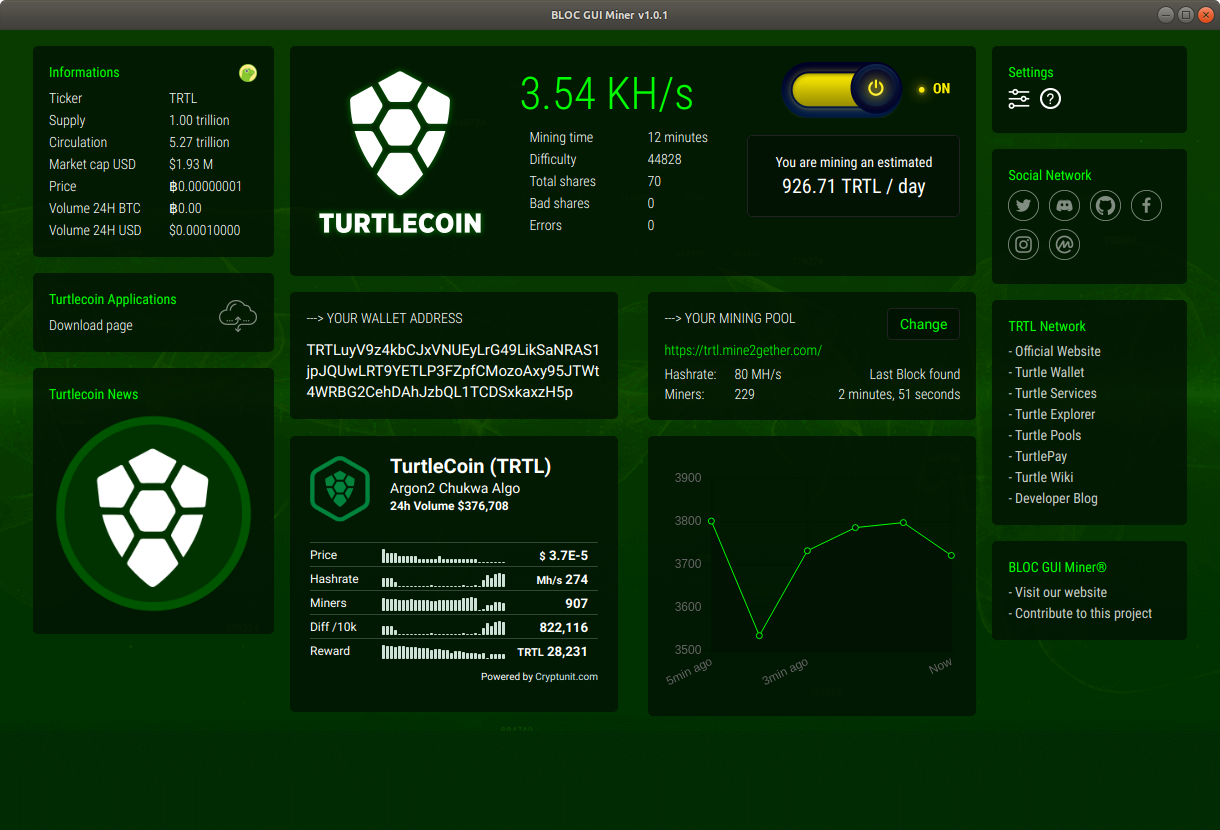 BLOC GUI Miner v1.0.1
Informations
Ticker TRTL
Supply 1.00 trillion
Circulation 5.27 trillion
Market cap USD $1.93 M
Price ฿0.00000001
Volume 24H BTC ฿0.00
Volume 24H USD $0.00010000
Turtlecoin Applications
Download page
Turtlecoin News
TURTLECOIN
3.54 KH/s
Mining time 12 minutes
Difficulty 44828
Total shares 70
Bad shares 0
Errors 0
ON
You are mining an estimated
926.71 TRTL / day
---> YOUR WALLET ADDRESS
TRTLuyV9z4kbCJxVNUEyLrG49LikSaNRAS1
jpJQUwLRT9YETLP3FZpfCMozoAxy95JTWt
4WRBG2CehDAhJzbQL1TCDSxkaxzH5p
---> YOUR MINING POOL
Change
https://trtl.mine2gether.com/
Hashrate: 80 MH/s Last Block found
Miners: 229 2 minutes, 51 seconds
TurtleCoin (TRTL)
Argon2 Chukwa Algo
24h Volume $376,708
Price $ 3.7E-5
Hashrate Mh/s 274
Miners 907
Diff /10k 822,116
Reward TRTL 28,231
Powered by Cryptunit.com
3900
3800
3700
3600
3500
5min ago 3min ago Now
Settings
Social Network
TRTL Network
- Official Website
- Turtle Wallet
- Turtle Services
- Turtle Explorer
- Turtle Pools
- TurtlePay
- Turtle Wiki
- Developer Blog
BLOC GUI Miner®
- Visit our website
- Contribute to this project